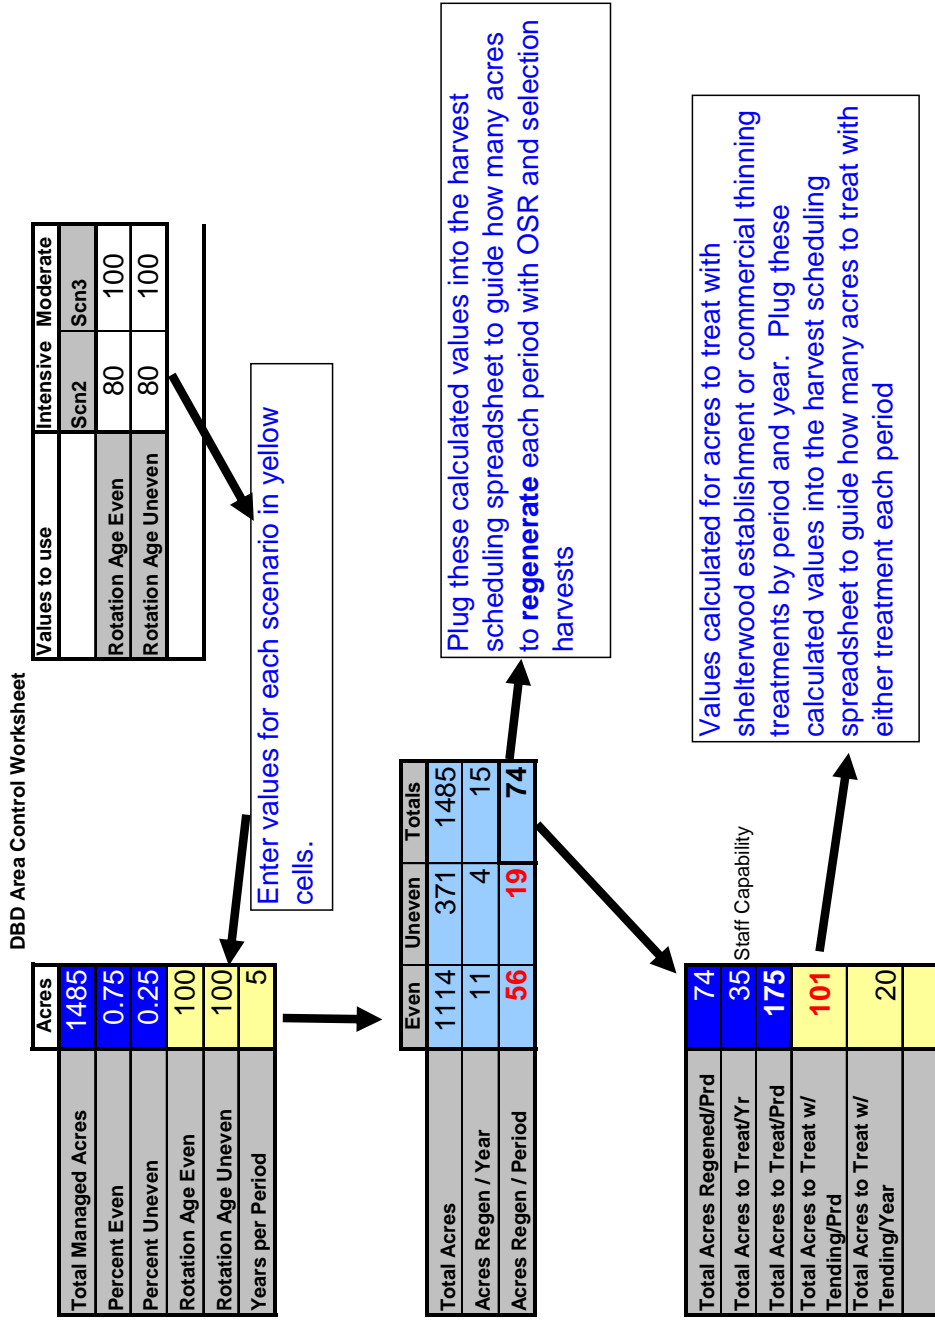 DBD Area Control Worksheet
Acres
Total Managed Acres 1485
Percent Even 0.75
Percent Uneven 0.25
Rotation Age Even 100
Rotation Age Uneven 100
Years per Period 5
Values to use Intensive Moderate
Scn2 Scn3
Rotation Age Even 80 100
Rotation Age Uneven 80 100
Enter values for each scenario in yellow
cells.
Even Uneven Totals
Total Acres 1114 371 1485
Acres Regen / Year 11 4 15
Acres Regen / Period 56 19 74
Plug these calculated values into the harvest
scheduling spreadsheet to guide how many acres
to regenerate each period with OSR and selection
harvests
Total Acres Regened/Prd 74
Total Acres to Treat/Yr 35 Staff Capability
Total Acres to Treat/Prd 175
Total Acres to Treat w/
Tending/Prd 101
Total Acres to Treat w/
Tending/Year 20
Values calculated for acres to treat with
shelterwood establishment or commercial thinning
treatments by period and year.  Plug these
calculated values into the harvest scheduling
spreadsheet to guide how many acres to treat with
either treatment each period